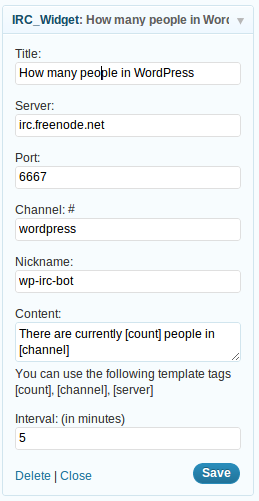 IRC_Widget: How many people in Word
Title:
How many people in WordPress
Server:
irc.freenode.net
Port:
6667
Channel: #
wordpress
Nickname:
wp-irc-bot
Content:
There are currently [count] people in
[channel]
You can use the following template tags
[count], [channel], [server]
Interval: (in minutes)
5
Delete | Close
Save